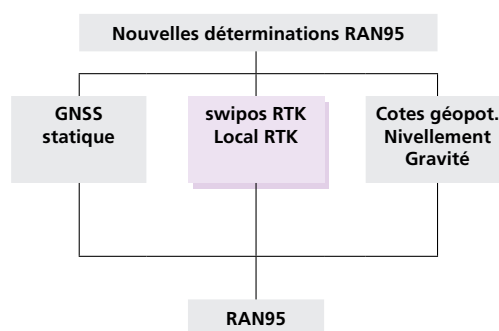 Nouvelles déterminations RAN95
GNSS
statique
swipos RTK
Local RTK
Cotes géopot.
Nivellement
Gravité
RAN95